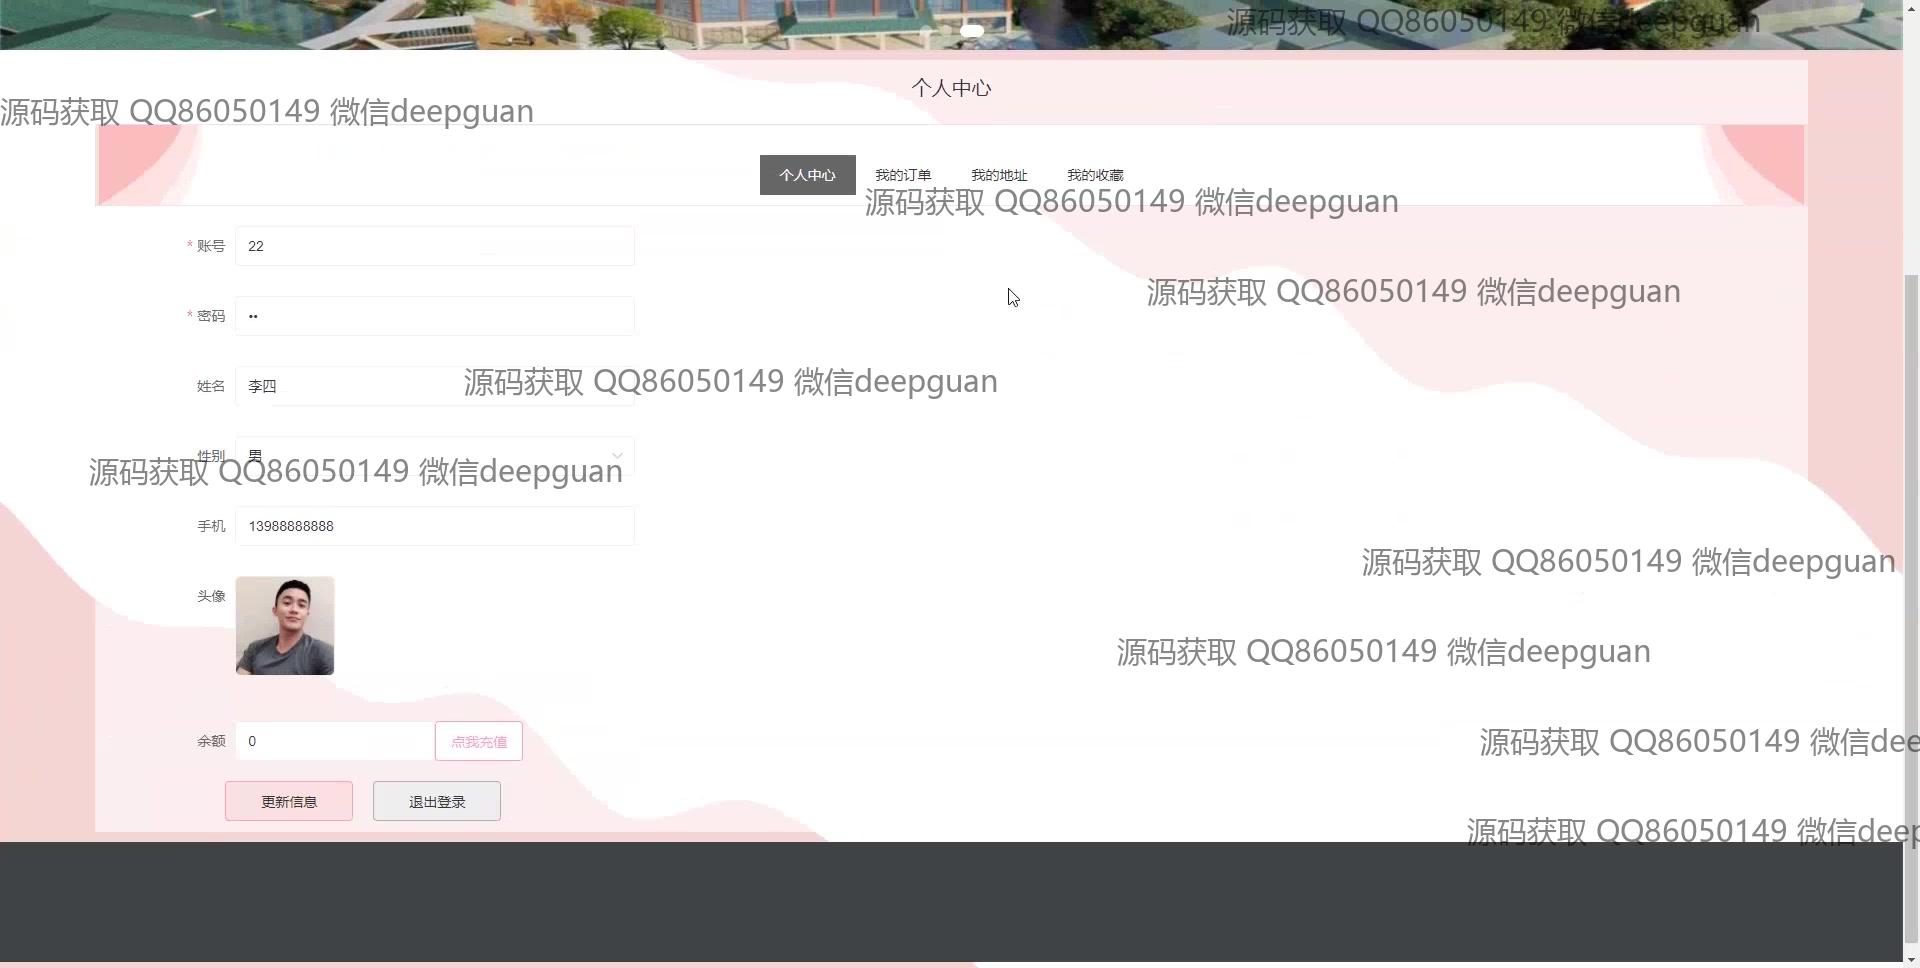 源码获取 QQ86050149 微信deepguan
个人中心
源码获取 QQ86050149 微信deepguan
个人中心 我的订单 我的地址 我的收藏
源码获取 QQ86050149 微信deepguan
* 账号 22
源码获取 QQ86050149 微信deepguan
* 密码 ••
姓名 李四
源码获取 QQ86050149 微信deepguan
性别 男
源码获取 QQ86050149 微信deepguan
手机 13988888888
源码获取 QQ86050149 微信deepguan
头像
源码获取 QQ86050149 微信deepguan
余额 0 点我充值
源码获取 QQ86050149 微信dee
更新信息 退出登录
源码获取 QQ86050149 微信deep